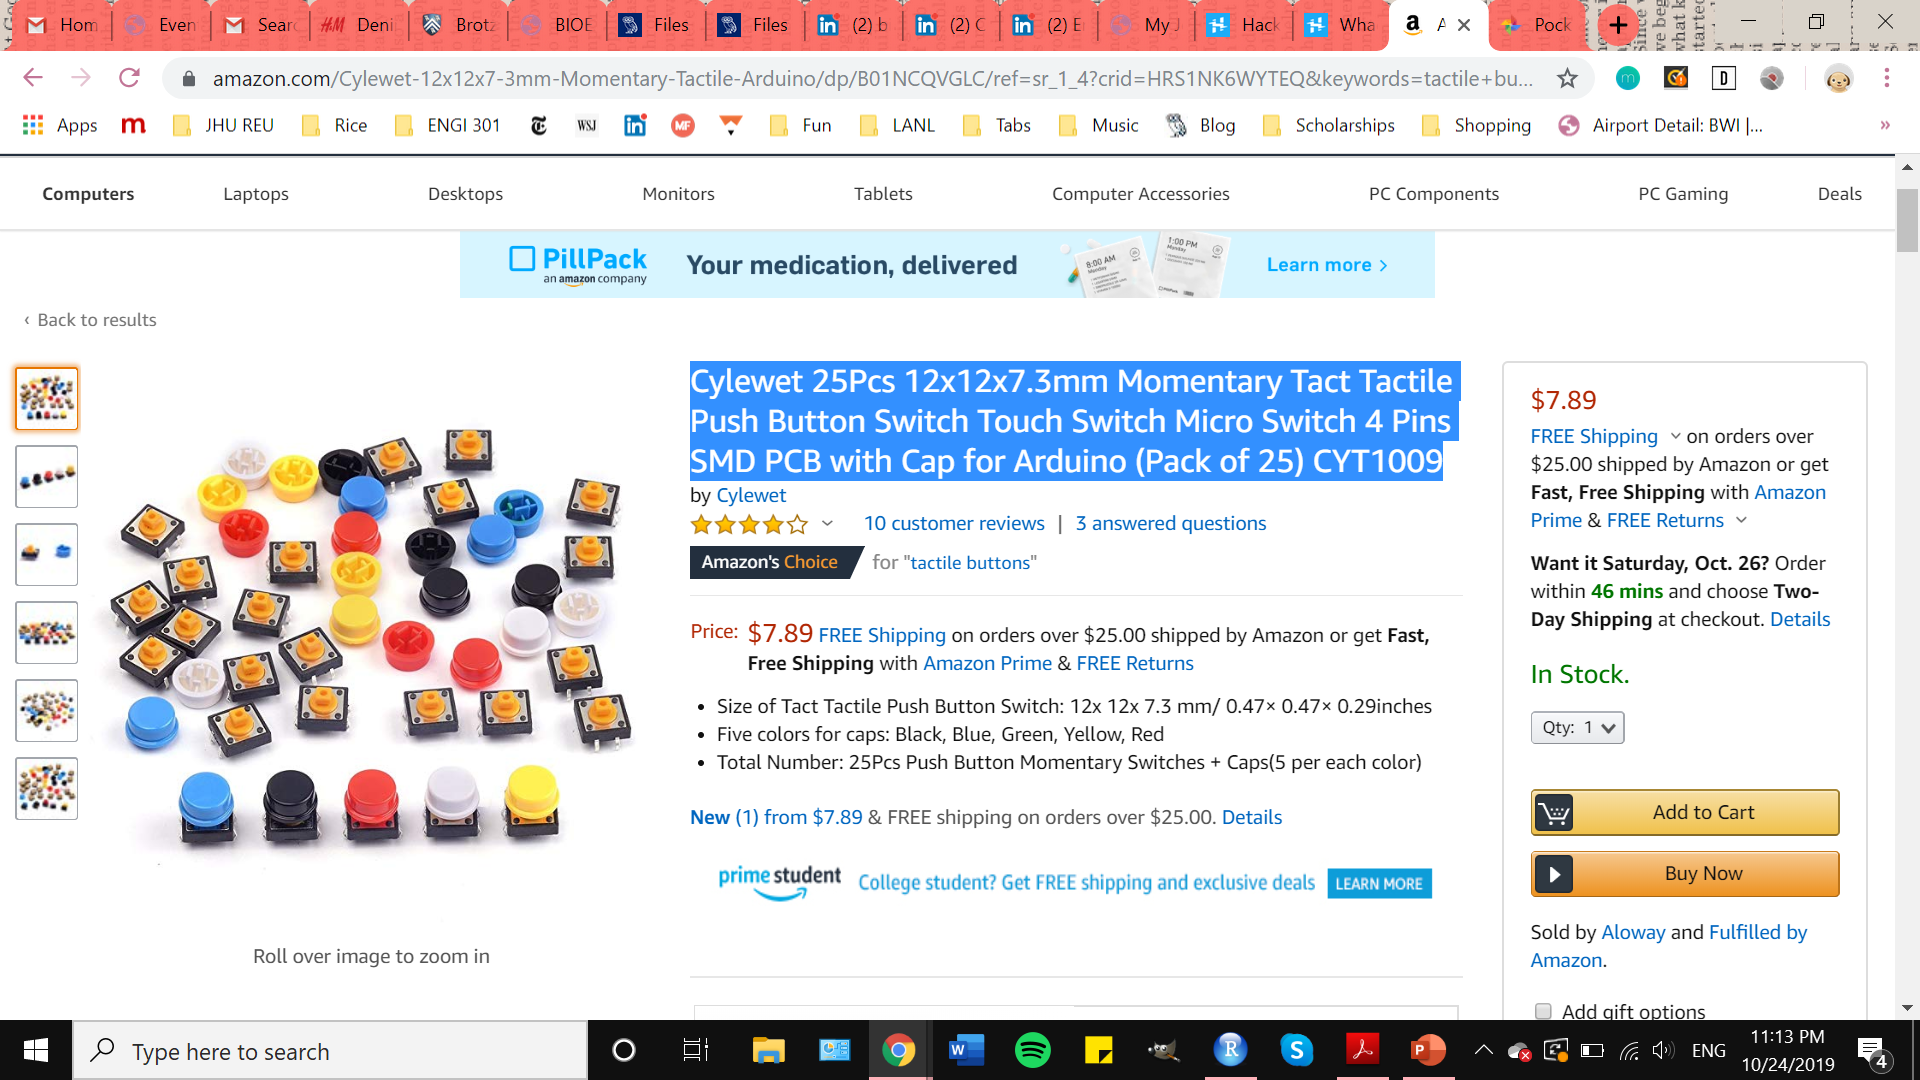 Hom
Even
Sear
H&M Deni
Brotz
BIOE
Files
Files
(2) b
(2) C
(2) E
My J
Hack
Wha
A
Pock
amazon.com/Cylewet-12x12x7-3mm-Momentary-Tactile-Arduino/dp/B01NCQVGLC/ref=sr_1_4?crid=HRS1NK6WYTEQ&keywords=tactile+bu...
Apps
JHU REU
Rice
ENGI 301
WSJ
MF
Fun
LANL
Tabs
Music
Blog
Scholarships
Shopping
Airport Detail: BWI |...
»
Computers
Laptops
Desktops
Monitors
Tablets
Computer Accessories
PC Components
PC Gaming
Deals
PillPack
an amazon company
Your medication, delivered
8:00 AM
Monday
1:00 PM
Monday
Learn more ›
‹ Back to results
Cylewet 25Pcs 12x12x7.3mm Momentary Tact Tactile
Push Button Switch Touch Switch Micro Switch 4 Pins
SMD PCB with Cap for Arduino (Pack of 25) CYT1009
by Cylewet
10 customer reviews | 3 answered questions
Amazon's Choice for "tactile buttons"
Price: $7.89 FREE Shipping on orders over $25.00 shipped by Amazon or get Fast,
Free Shipping with Amazon Prime & FREE Returns
• Size of Tact Tactile Push Button Switch: 12x 12x 7.3 mm/ 0.47× 0.47× 0.29inches
• Five colors for caps: Black, Blue, Green, Yellow, Red
• Total Number: 25Pcs Push Button Momentary Switches + Caps(5 per each color)
New (1) from $7.89 & FREE shipping on orders over $25.00. Details
prime student College student? Get FREE shipping and exclusive deals LEARN MORE
Roll over image to zoom in
$7.89
FREE Shipping on orders over
$25.00 shipped by Amazon or get
Fast, Free Shipping with Amazon
Prime & FREE Returns
Want it Saturday, Oct. 26? Order
within 46 mins and choose Two-
Day Shipping at checkout. Details
In Stock.
Qty: 1
Add to Cart
Buy Now
Sold by Aloway and Fulfilled by
Amazon.
Add gift options
Type here to search
ENG
11:13 PM
10/24/2019
4